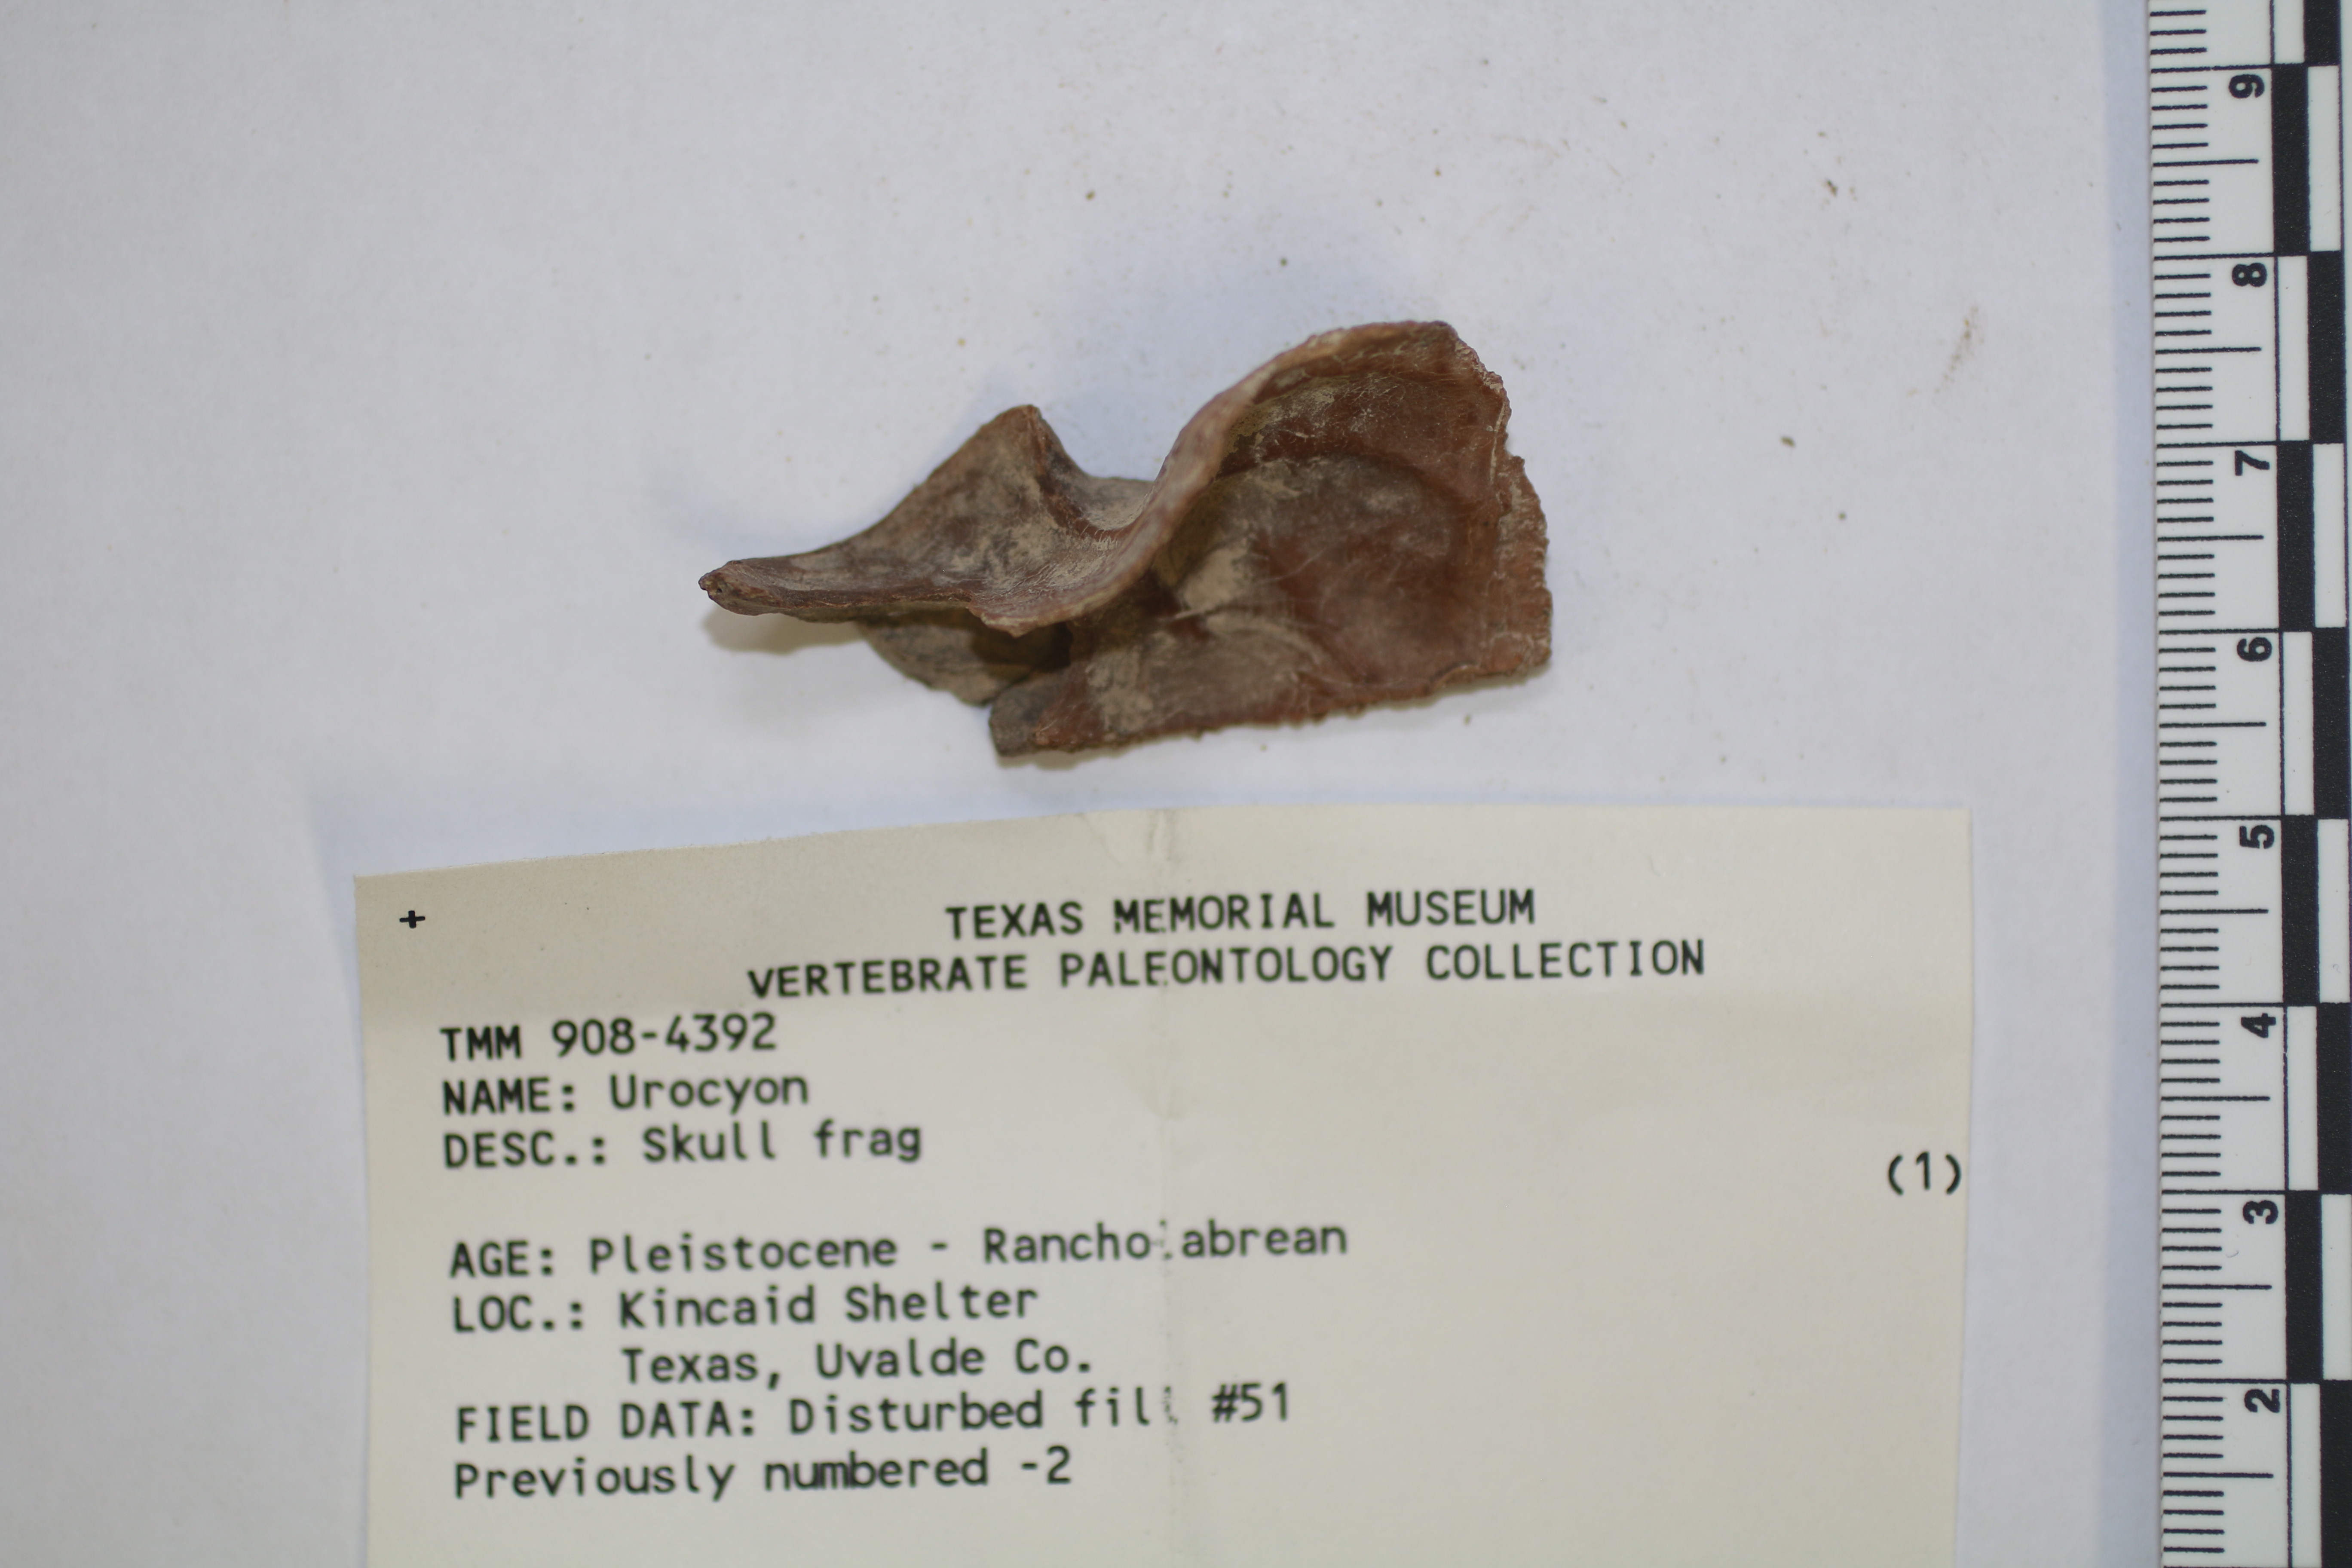 +
TEXAS MEMORIAL MUSEUM
VERTEBRATE PALEONTOLOGY COLLECTION
TMM 908-4392
NAME: Urocyon
DESC.: Skull frag
(1)
AGE: Pleistocene - Rancholabrean
LOC.: Kincaid Shelter
Texas, Uvalde Co.
FIELD DATA: Disturbed fill #51
Previously numbered -2
9
8
7
6
5
4
3
2